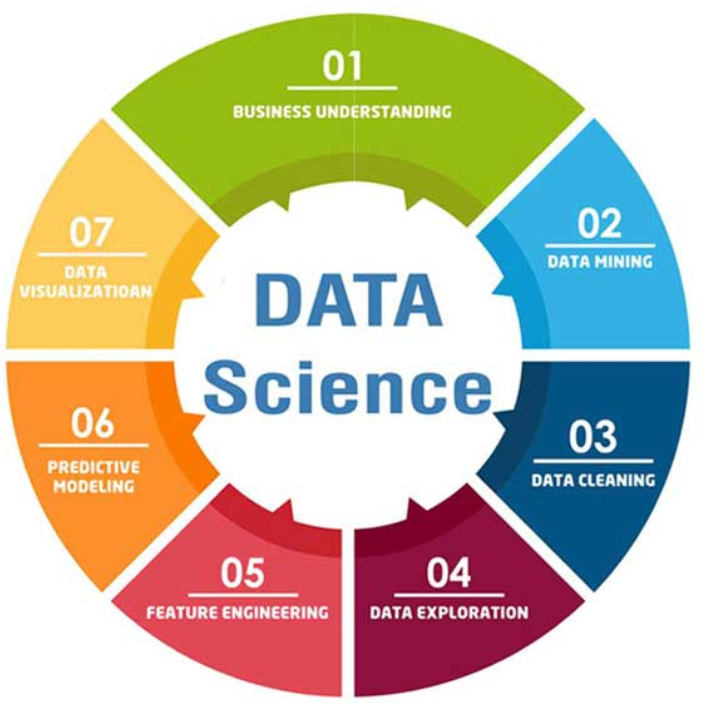 01
BUSINESS UNDERSTANDING
02
DATA MINING
03
DATA CLEANING
04
DATA EXPLORATION
05
FEATURE ENGINEERING
06
PREDICTIVE
MODELING
07
DATA
VISUALIZATIOAN
DATA
Science